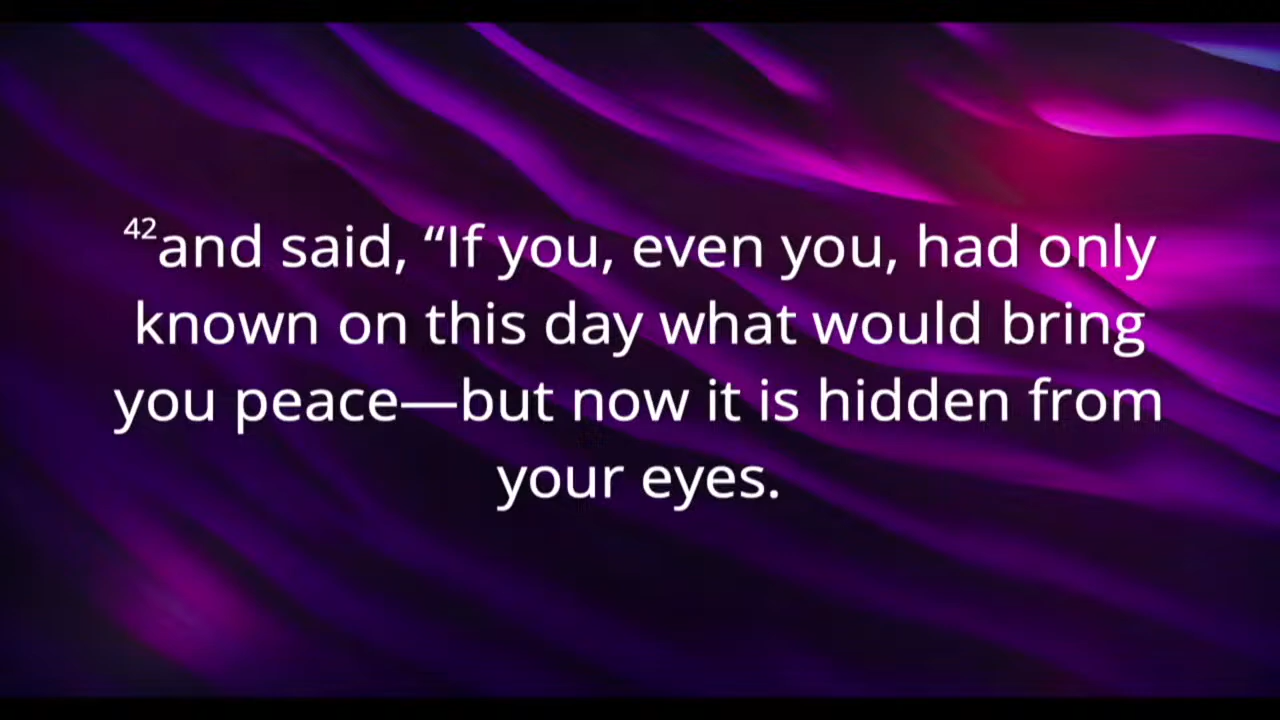 42and said, “If you, even you, had only
known on this day what would bring
you peace—but now it is hidden from
your eyes.